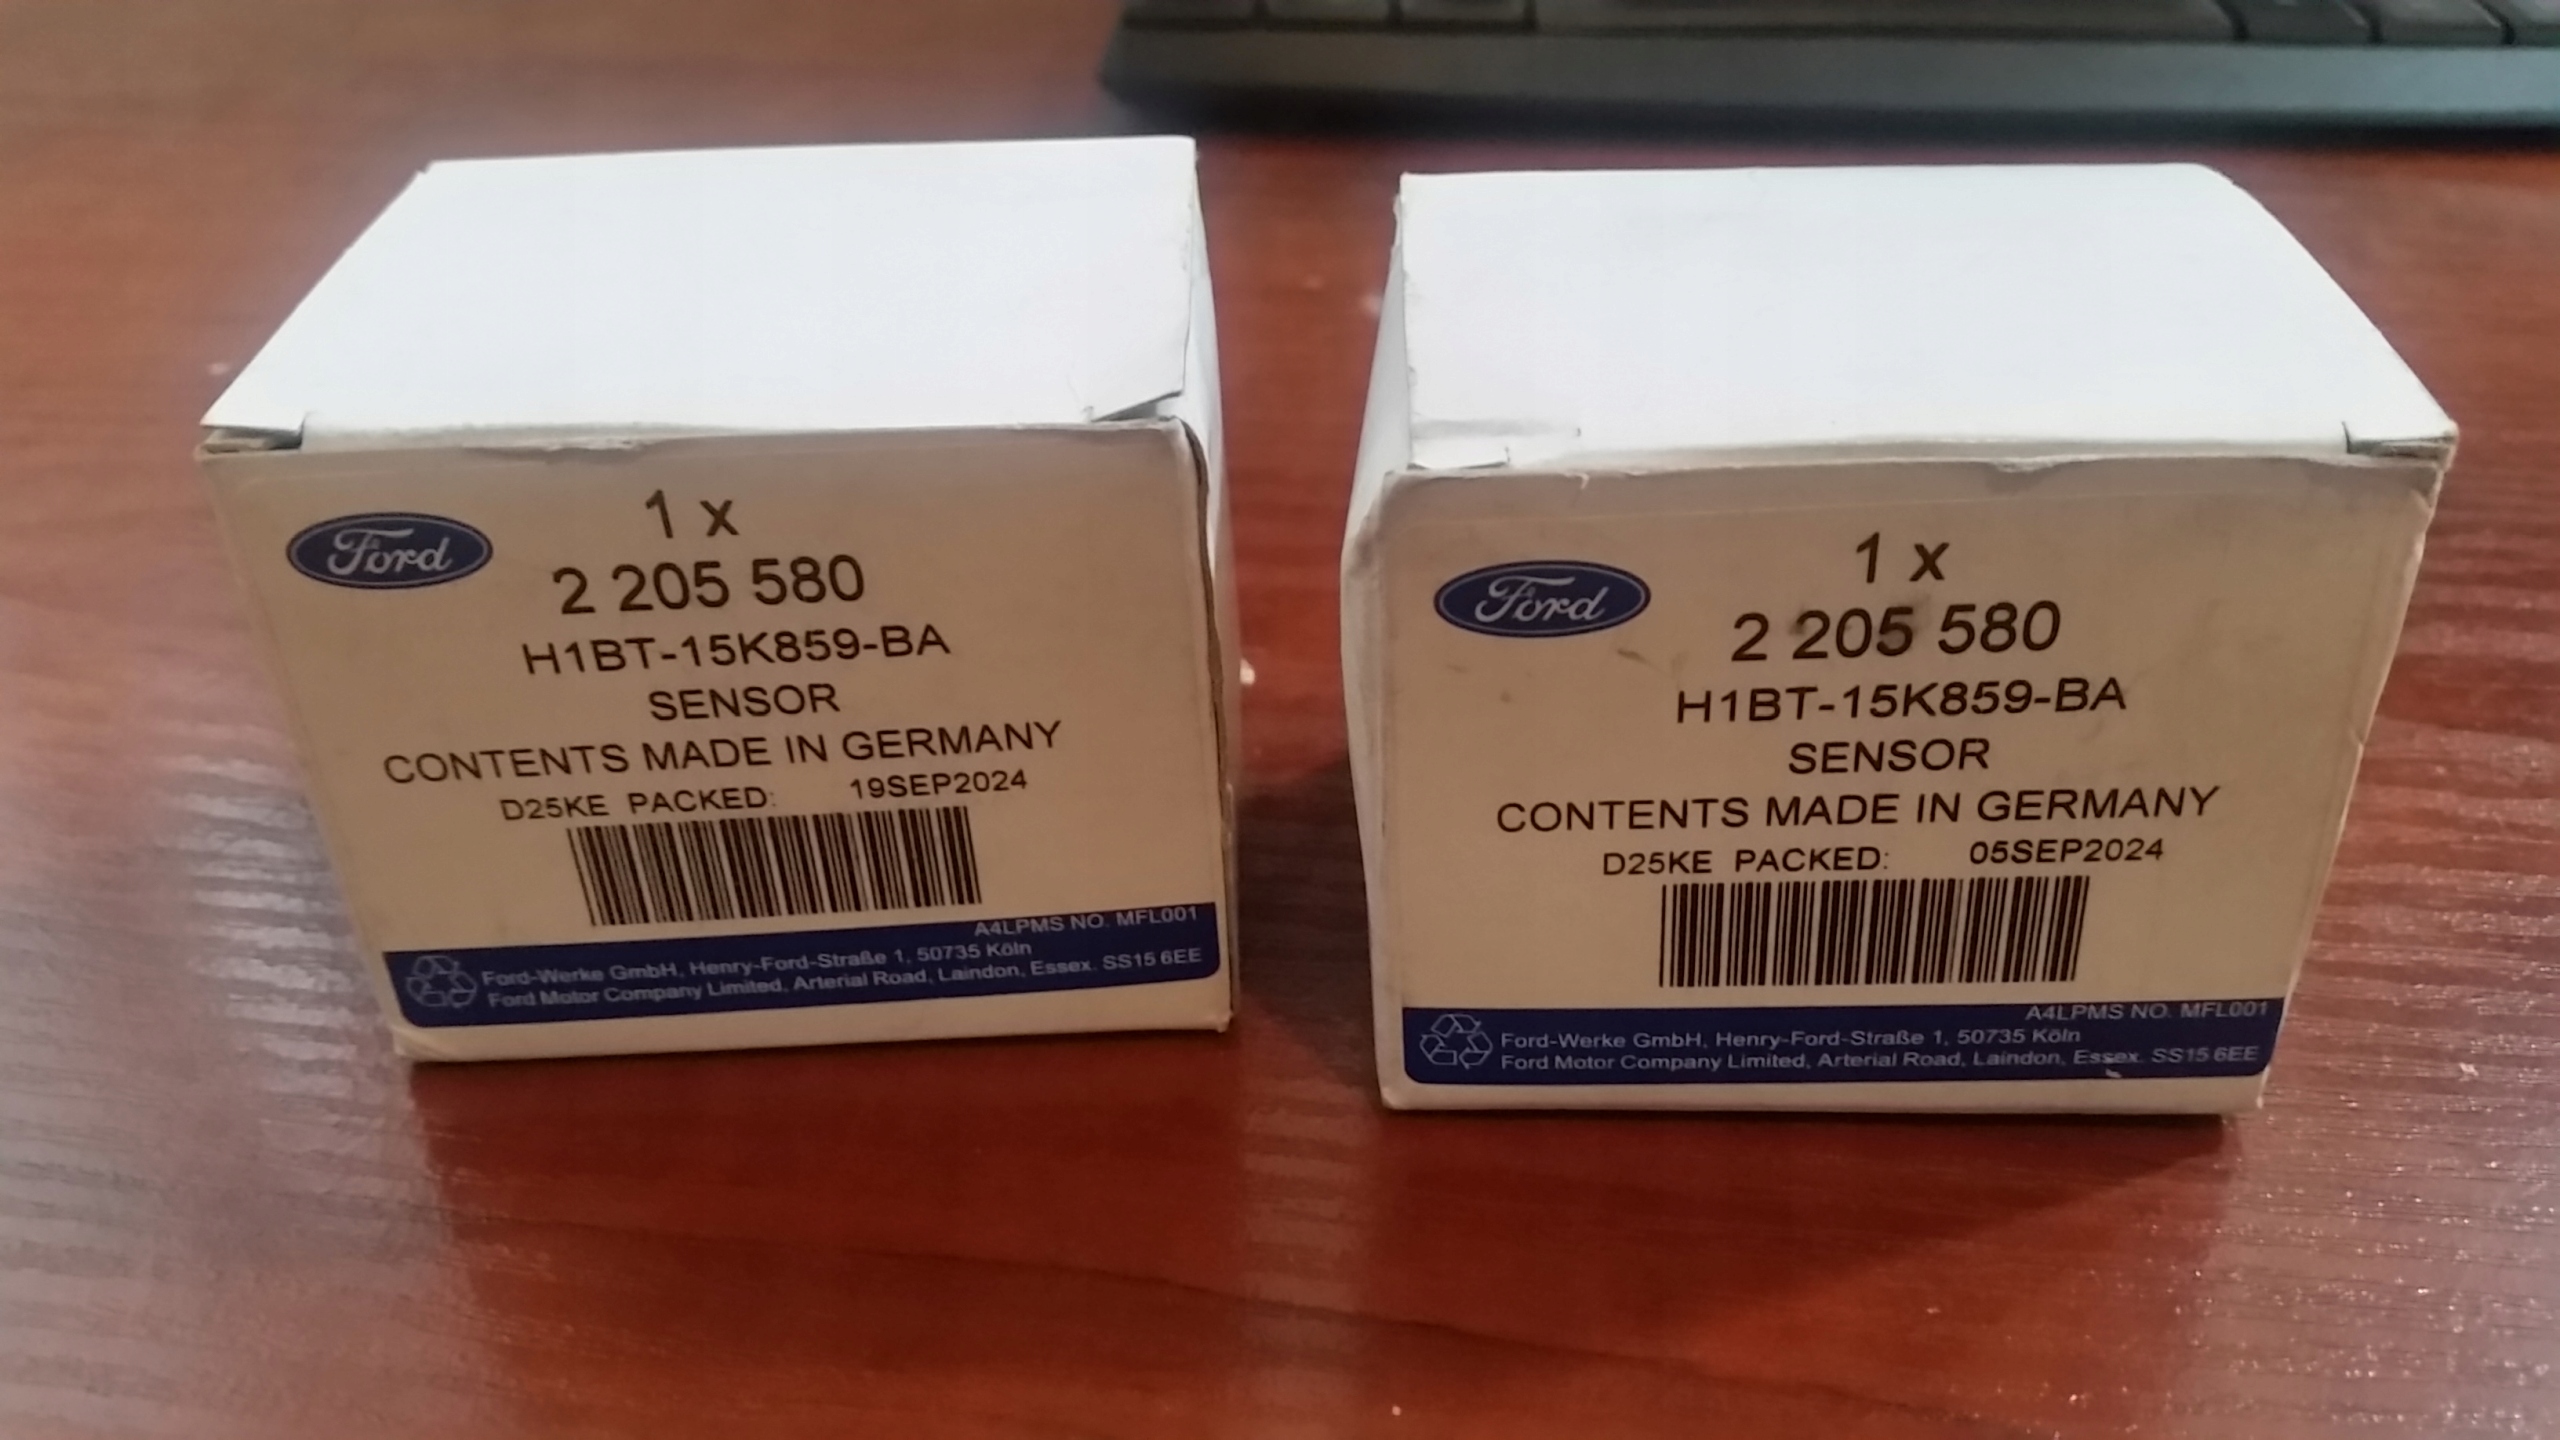 Ford
1 x
2 205 580
H1BT-15K859-BA
SENSOR
CONTENTS MADE IN GERMANY
D25KE PACKED: 19SEP2024
A4LPMS NO. MFL001
Ford-Werke GmbH, Henry-Ford-Straße 1, 50735 Köln
Ford Motor Company Limited, Arterial Road, Laindon, Essex. SS15 6EE
Ford
1 x
2 205 580
H1BT-15K859-BA
SENSOR
CONTENTS MADE IN GERMANY
D25KE PACKED: 05SEP2024
A4LPMS NO. MFL001
Ford-Werke GmbH, Henry-Ford-Straße 1, 50735 Köln
Ford Motor Company Limited, Arterial Road, Laindon, Essex. SS15 6EE